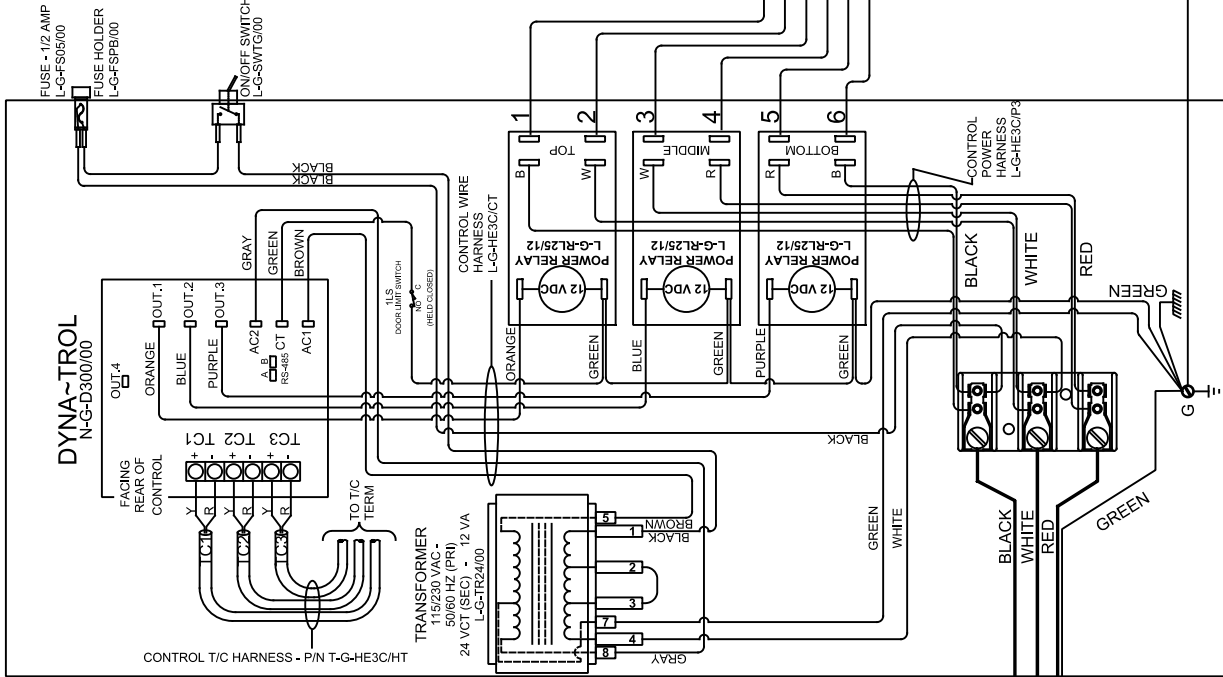 FUSE - 1/2 AMP
L-G-FS05/00
FUSE HOLDER
L-G-FSPB/00
ON/OFF SWITCH
L-G-SWTG/00
BLACK
BLACK
DYNA~TROL
N-G-D300/00
OUT.4
OUT.1
OUT.2
OUT.3
ORANGE
BLUE
PURPLE
GRAY
GREEN
BROWN
AC2
CT
AC1
A B
RS-485
FACING
REAR OF
CONTROL
TC1
TC2
TC3
+
-
+
-
+
-
Y
R
Y
R
Y
R
TC1
TC2
TC3
TO T/C
TERM
CONTROL T/C HARNESS - P/N T-G-HE3C/HT
1LS
DOOR LIMIT SWITCH
NO C
(HELD CLOSED)
CONTROL WIRE
HARNESS
L-G-HE3C/CT
1
2
3
4
5
6
TOP
MIDDLE
BOTTOM
B
W
W
R
R
B
L-G-RL25/12
POWER RELAY
12 VDC
L-G-RL25/12
POWER RELAY
12 VDC
L-G-RL25/12
POWER RELAY
12 VDC
ORANGE
GREEN
BLUE
GREEN
PURPLE
GREEN
CONTROL
POWER
HARNESS
L-G-HE3C/P3
BLACK
WHITE
RED
GREEN
G
BLACK
TRANSFORMER
115/230 VAC -
50/60 HZ (PRI)
24 VCT (SEC) - 12 VA
L-G-TR24/00
5
1
2
3
7
4
8
BROWN
BLACK
GRAY
GREEN
WHITE
BLACK
WHITE
RED
GREEN